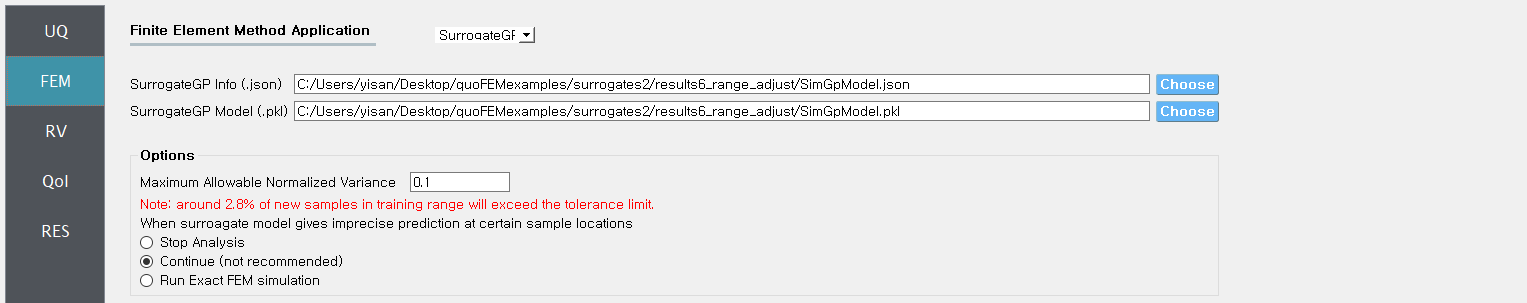 UQ
FEM
RV
QoI
RES
Finite Element Method Application
SurrogateGP
SurrogateGP Info (.json)
C:/Users/yisan/Desktop/quoFEMexamples/surrogates2/results6_range_adjust/SimGpModel.json
Choose
SurrogateGP Model (.pkl)
C:/Users/yisan/Desktop/quoFEMexamples/surrogates2/results6_range_adjust/SimGpModel.pkl
Choose
Options
Maximum Allowable Normalized Variance
0.1
Note: around 2.8% of new samples in training range will exceed the tolerance limit.
When surroagate model gives imprecise prediction at certain sample locations
Stop Analysis
Continue (not recommended)
Run Exact FEM simulation